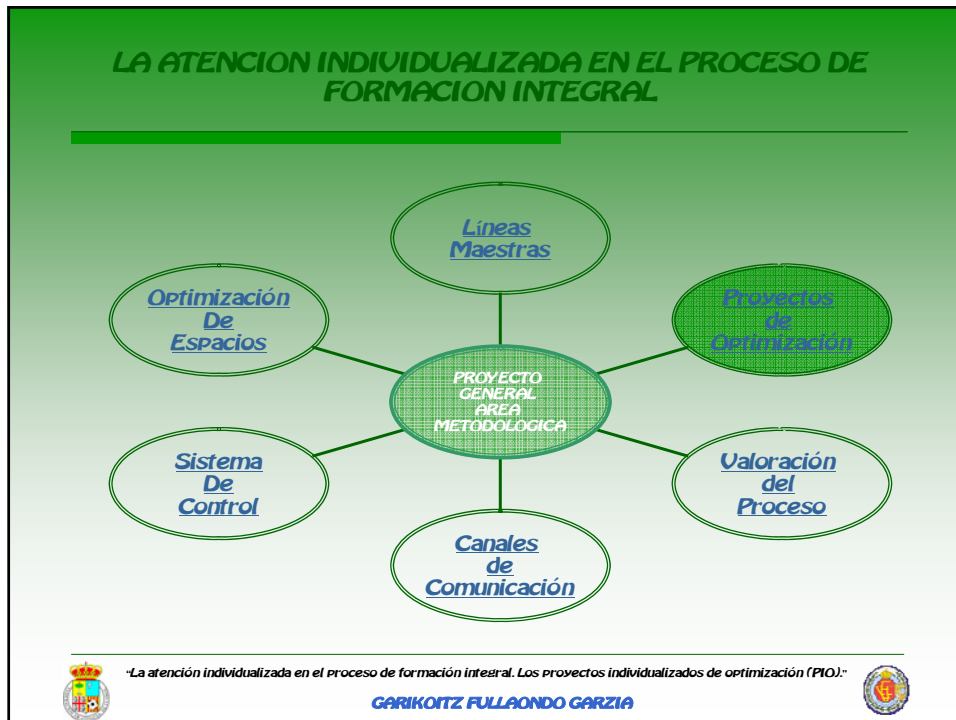 LA ATENCION INDIVIDUALIZADA EN EL PROCESO DE
FORMACION INTEGRAL
Líneas
Maestras
Optimización
De
Espacios
Proyectos
de
Optimización
PROYECTO
GENERAL
AREA
METODOLOGICA
Sistema
De
Control
Valoración
del
Proceso
Canales
de
Comunicación
“La atención individualizada en el proceso de formación integral. Los proyectos individualizados de optimización (PIO).”
GARIKOITZ FULLAONDO GARZIA